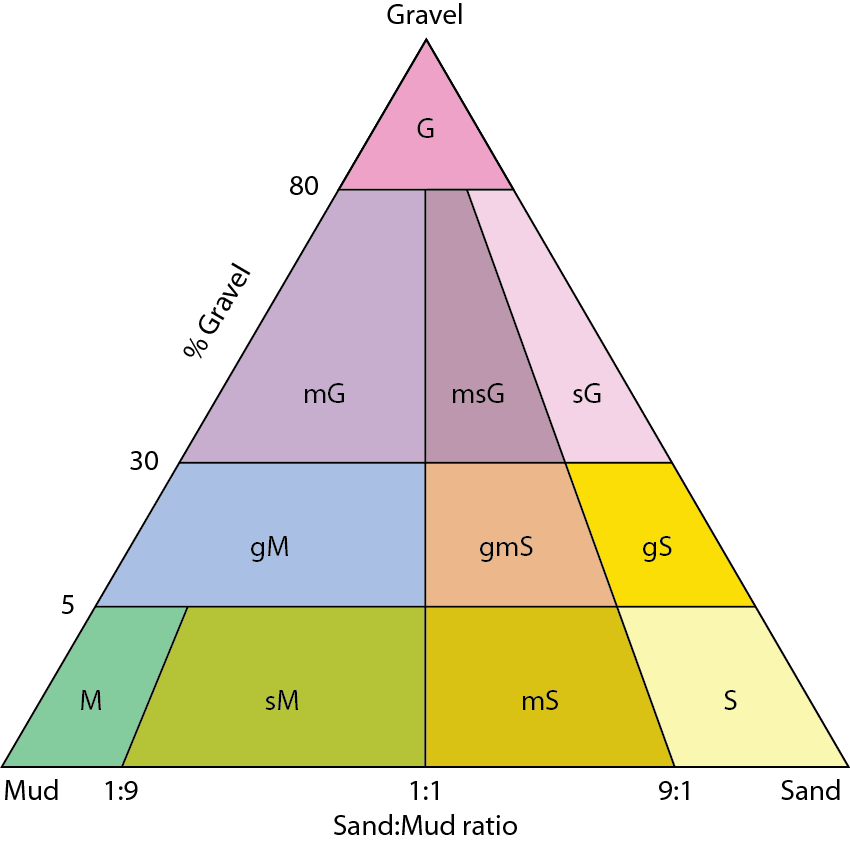 Gravel
G
80
% Gravel
mG
msG
sG
30
gM
gmS
gS
5
M
sM
mS
S
Mud
1:9
1:1
9:1
Sand
Sand:Mud ratio